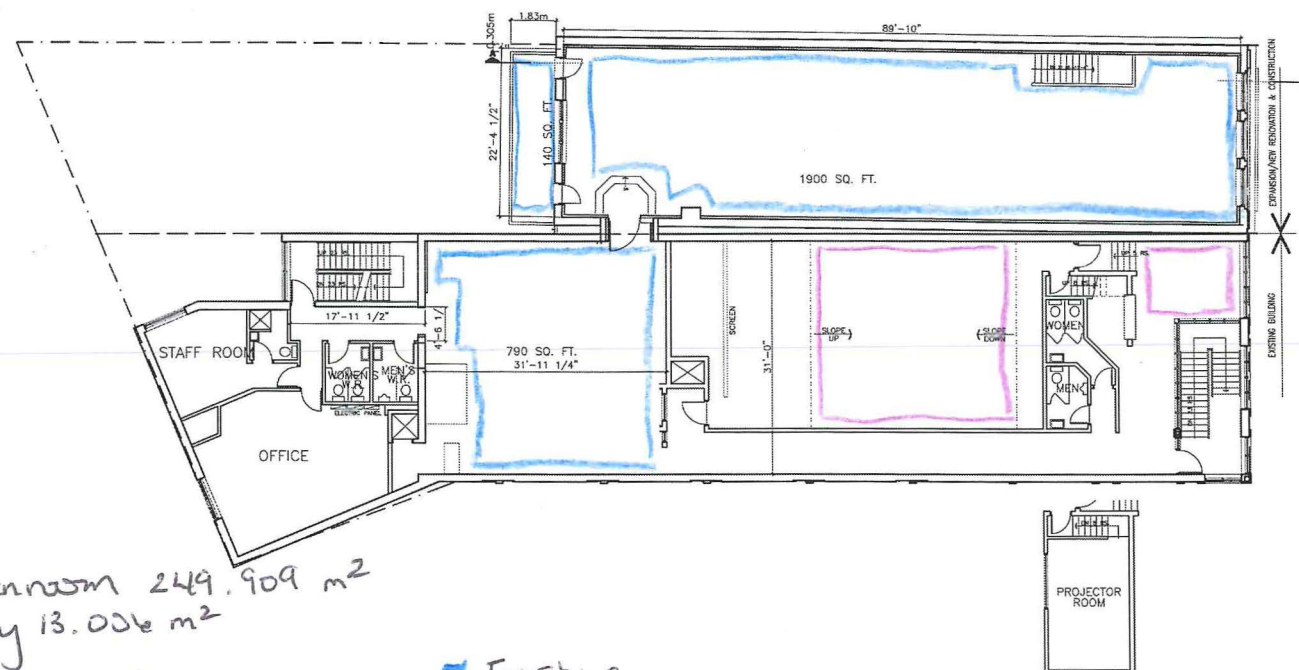 1.83m
0.305m
89'-10"
22'-4 1/2"
140 SQ. FT.
1900 SQ. FT.
EXPANSION/NEW RENOVATION & CONSTRUCTION
EXISTING BUILDING
17'-11 1/2"
STAFF ROOM
WOMEN'S W.R.
MEN'S W.R.
ELECTRIC PANEL
OFFICE
790 SQ. FT.
31'-11 1/4"
SCREEN
31'-0"
SLOPE UP
SLOPE DOWN
WOMEN
MEN
PROJECTOR ROOM
249.909 m²
m²